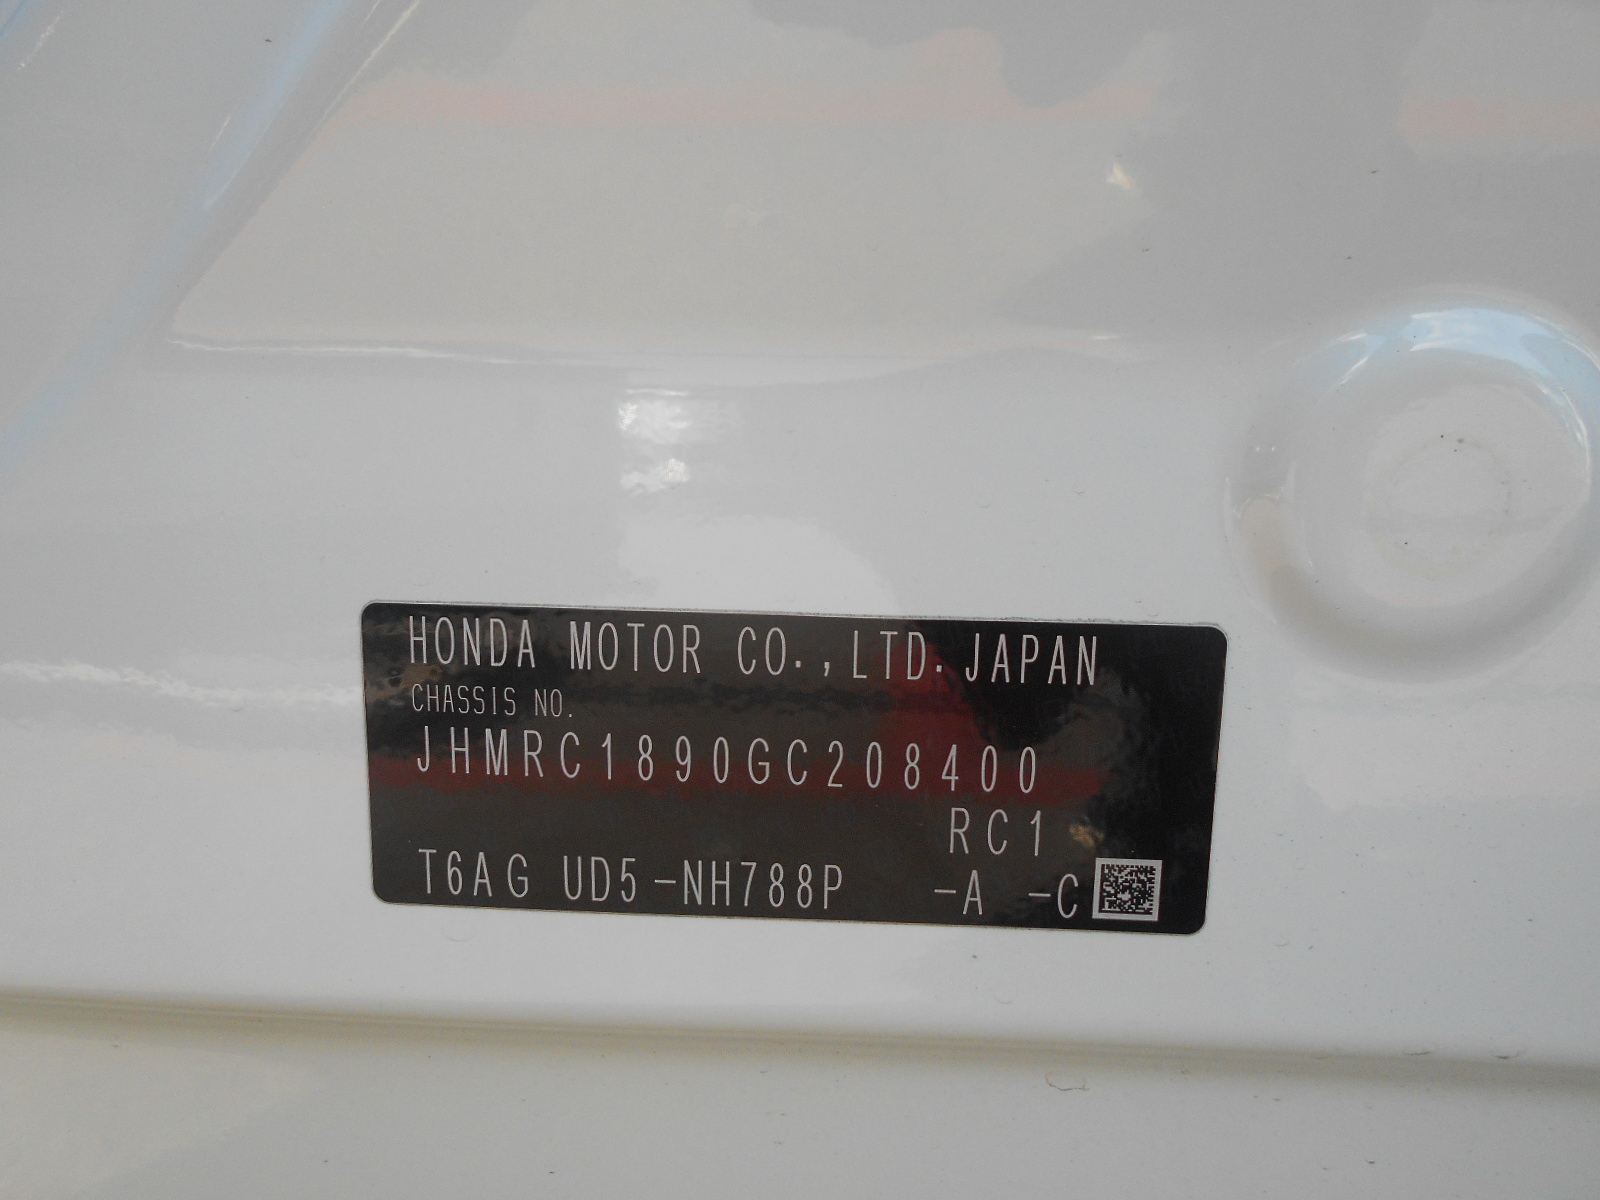 HONDA MOTOR CO.,LTD.JAPAN
CHASSIS NO.
JHMRC1890GC208400
RC1
T6AG UD5-NH788P -A -C